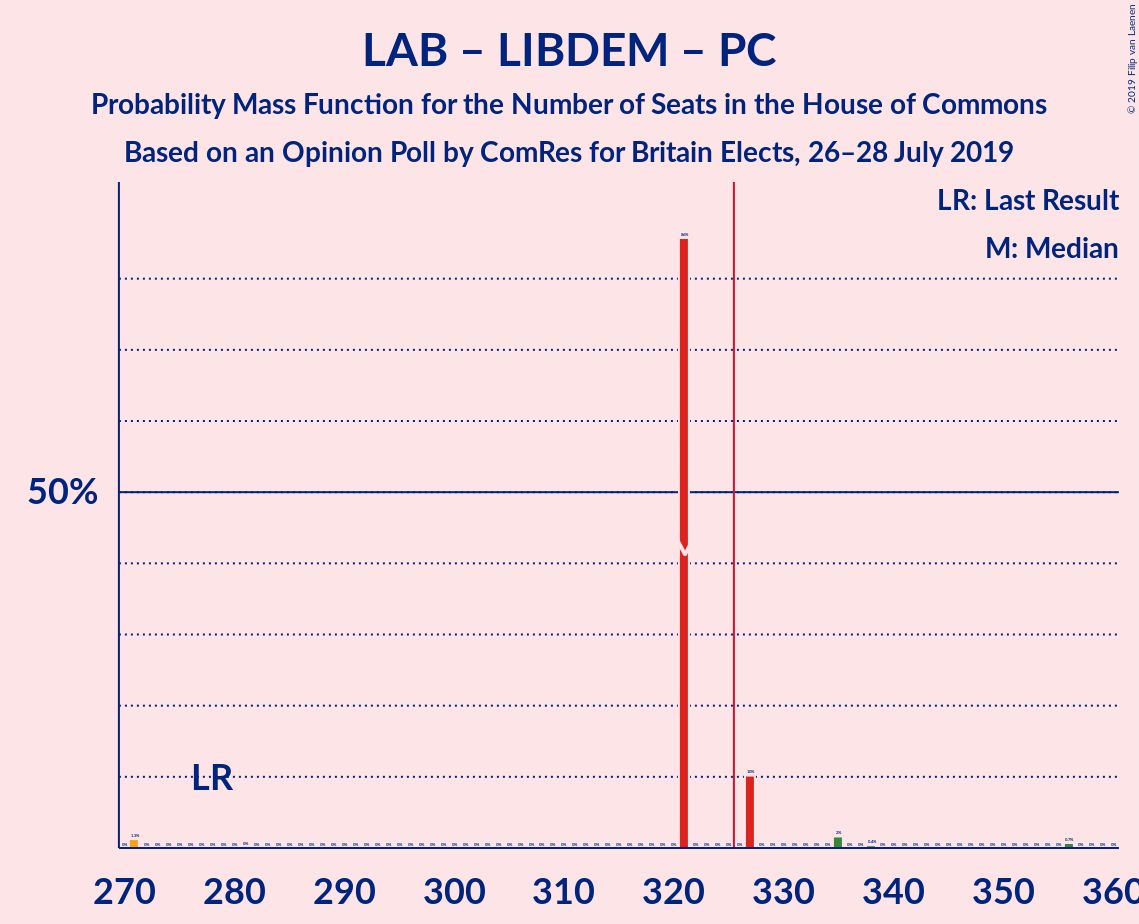 LAB – LIBDEM – PC
Probability Mass Function for the Number of Seats in the House of Commons
Based on an Opinion Poll by ComRes for Britain Elects, 26–28 July 2019
© 2019 Filip van Laenen
LR: Last Result
M: Median
50%
LR
M
270 280 290 300 310 320 330 340 350 360